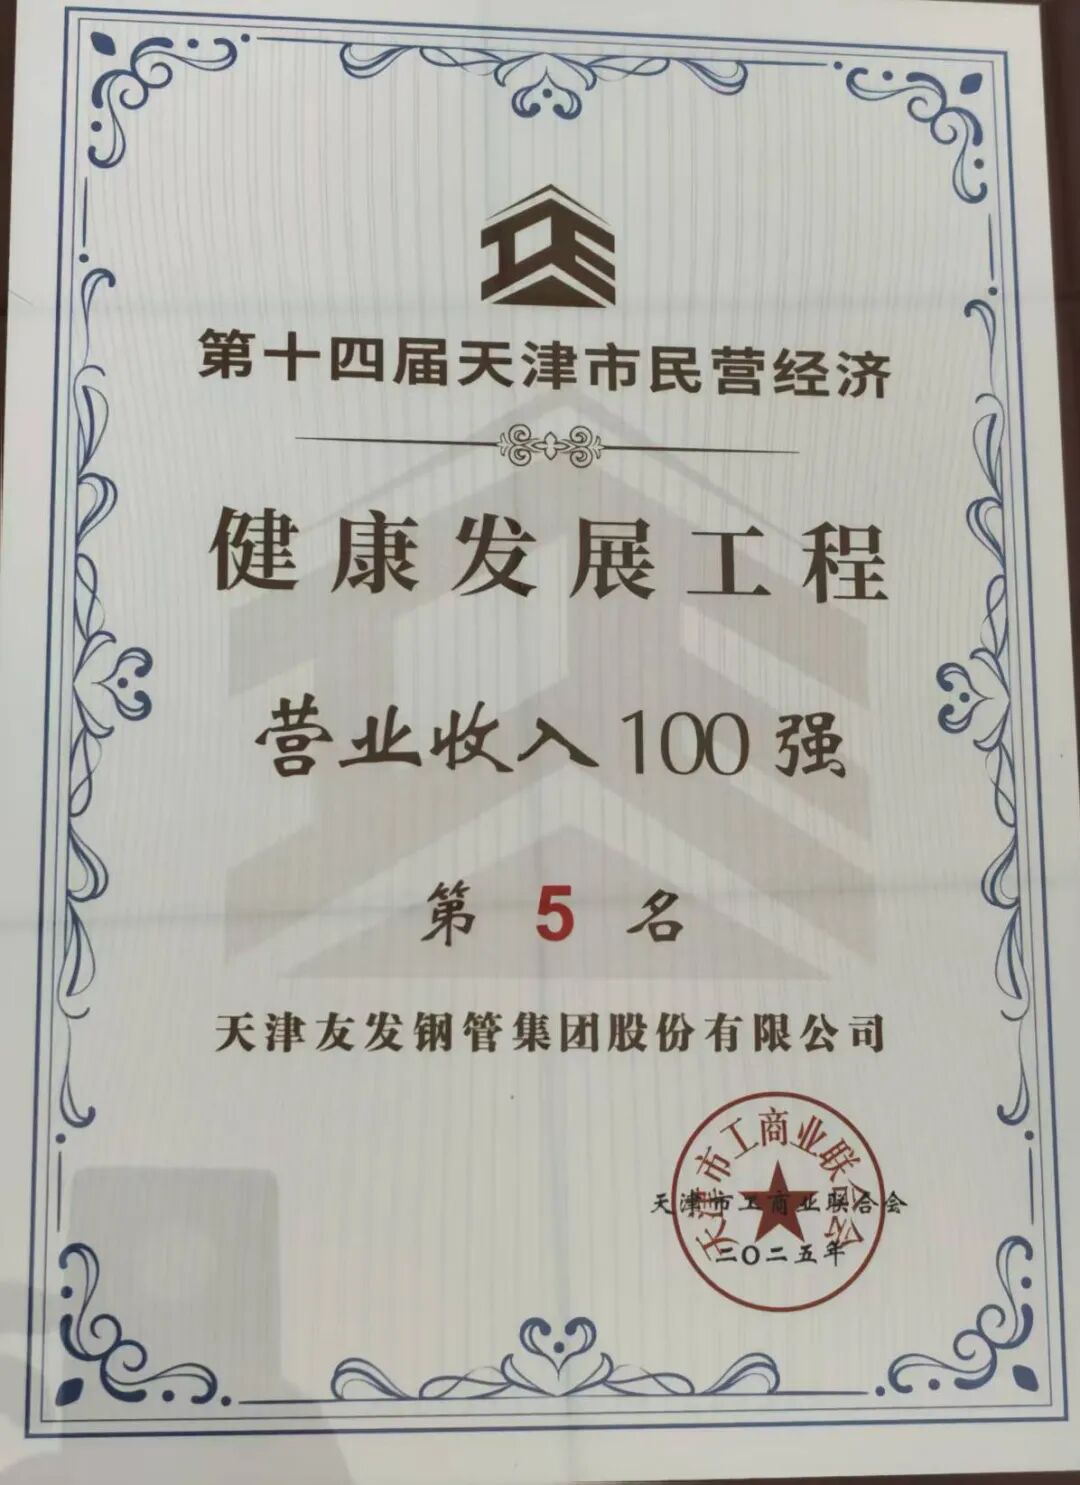 第十四届天津市民营经济
健康发展工程
营业收入100强
第 5 名
天津友发钢管集团股份有限公司
天津市工商业联合会
天津市工商业联合会
二〇二五年